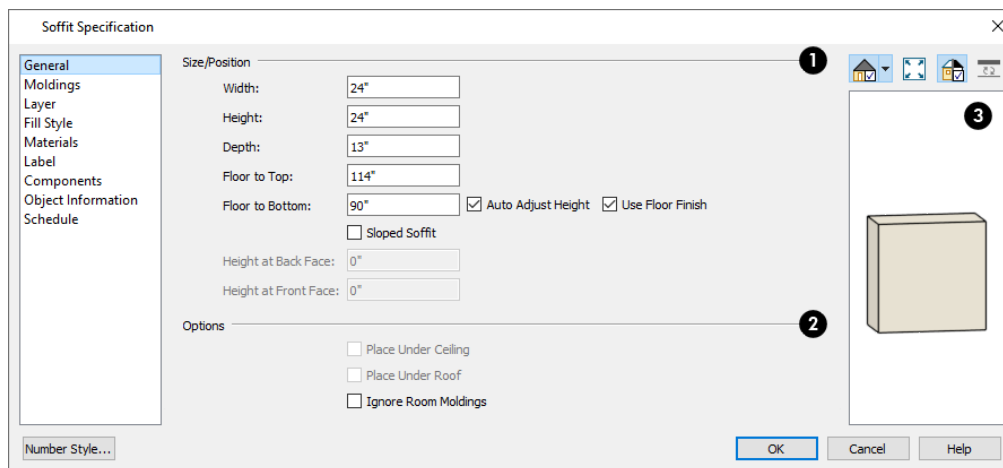 Soffit Specification
General
Moldings
Layer
Fill Style
Materials
Label
Components
Object Information
Schedule
Size/Position
1
Width: 24"
Height: 24"
Depth: 13"
Floor to Top: 114"
Floor to Bottom: 90" Auto Adjust Height Use Floor Finish
Sloped Soffit
Height at Back Face: 0"
Height at Front Face: 0"
Options
2
Place Under Ceiling
Place Under Roof
Ignore Room Moldings
3
Number Style... OK Cancel Help